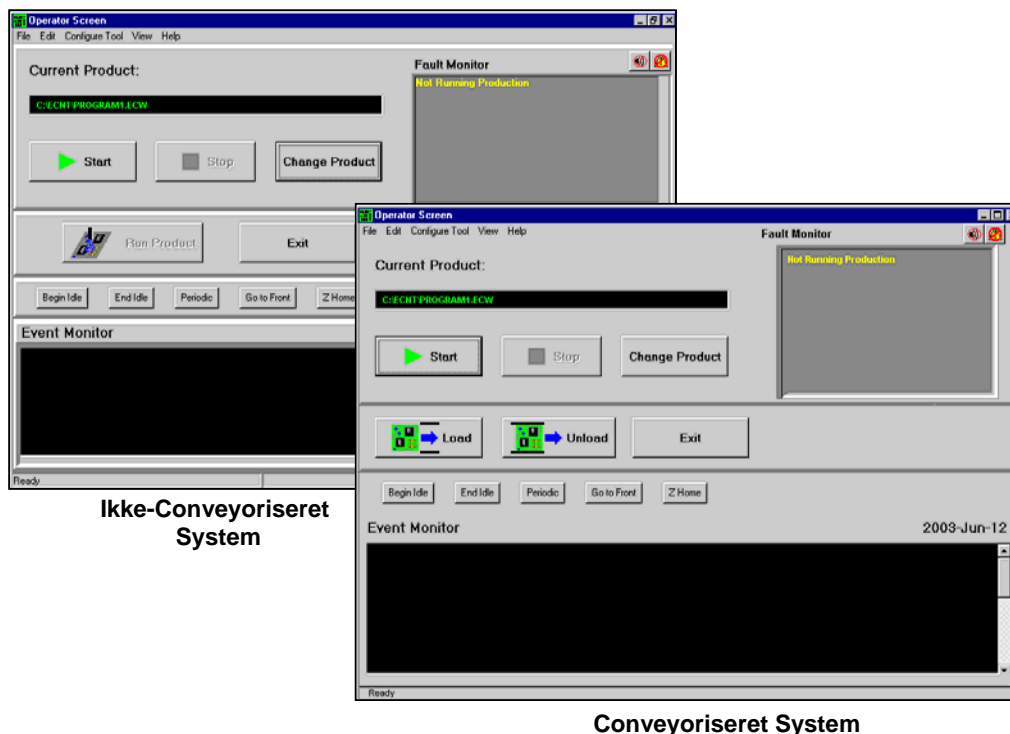 Operator Screen
File Edit Configure Tool View Help
Current Product:
Fault Monitor
Not Running Production
C:\ECNT\PROGRAM1.ECW
Start
Stop
Change Product
Run Product
Exit
Begin Idle
End Idle
Periodic
Go to Front
Z Home
Event Monitor
Ready
Ikke-Conveyoriseret
System
Operator Screen
File Edit Configure Tool View Help
Fault Monitor
Current Product:
Not Running Production
C:\ECNT\PROGRAM1.ECW
Start
Stop
Change Product
Load
Unload
Exit
Begin Idle
End Idle
Periodic
Go to Front
Z Home
Event Monitor
2003-Jun-12
Ready
Conveyoriseret System